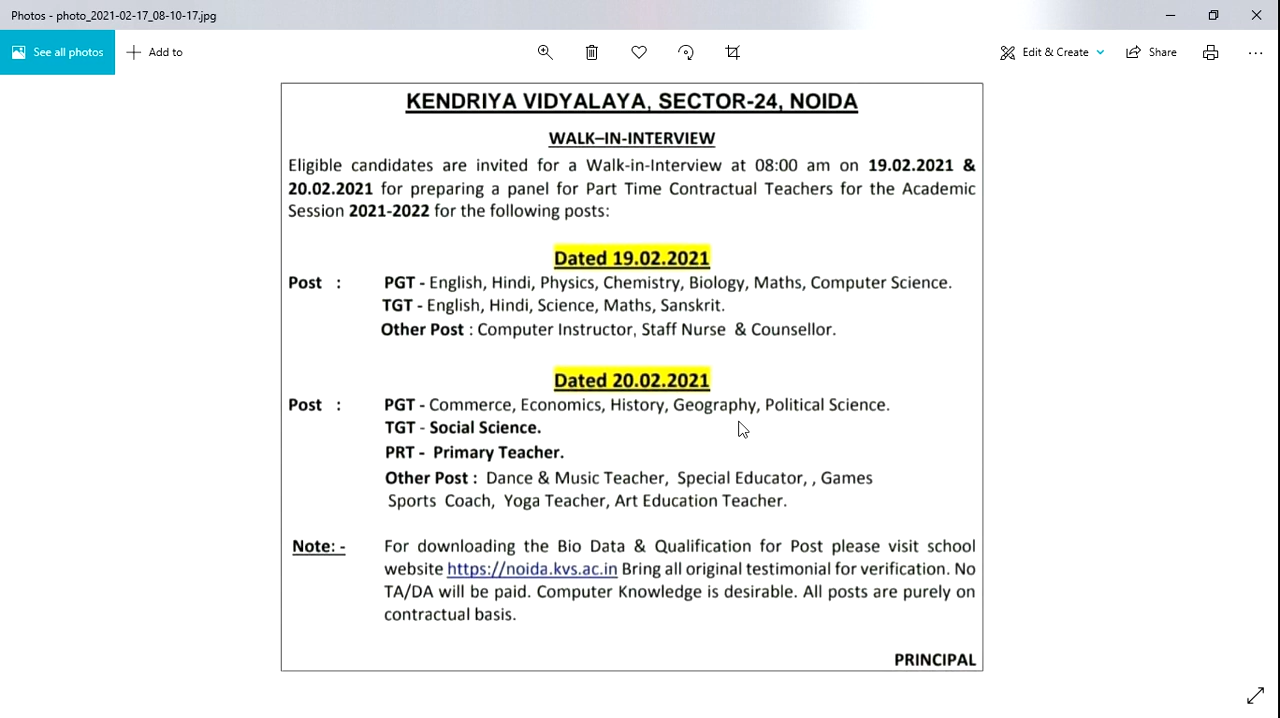 Photos - photo_2021-02-17_08-10-17.jpg
See all photos
Add to
Edit & Create
Share
KENDRIYA VIDYALAYA, SECTOR-24, NOIDA
WALK–IN-INTERVIEW
Eligible candidates are invited for a Walk-in-Interview at 08:00 am on 19.02.2021 &
20.02.2021 for preparing a panel for Part Time Contractual Teachers for the Academic
Session 2021-2022 for the following posts:
Dated 19.02.2021
Post : PGT - English, Hindi, Physics, Chemistry, Biology, Maths, Computer Science.
TGT - English, Hindi, Science, Maths, Sanskrit.
Other Post : Computer Instructor, Staff Nurse & Counsellor.
Dated 20.02.2021
Post : PGT - Commerce, Economics, History, Geography, Political Science.
TGT - Social Science.
PRT - Primary Teacher.
Other Post : Dance & Music Teacher, Special Educator, , Games
Sports Coach, Yoga Teacher, Art Education Teacher.
Note: - For downloading the Bio Data & Qualification for Post please visit school
website https://noida.kvs.ac.in Bring all original testimonial for verification. No
TA/DA will be paid. Computer Knowledge is desirable. All posts are purely on
contractual basis.
PRINCIPAL